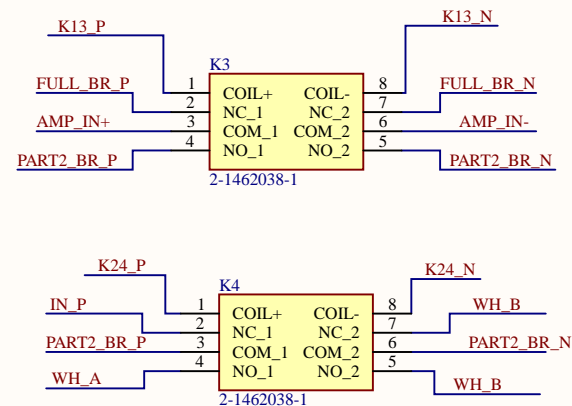 K13_P K13_N
K3
FULL_BR_P 1 COIL+ COIL- 8 FULL_BR_N
2 NC_1 NC_2 7
AMP_IN+ 3 COM_1 COM_2 6 AMP_IN-
PART2_BR_P 4 NO_1 NO_2 5 PART2_BR_N
2-1462038-1
K24_P K24_N
K4
IN_P 1 COIL+ COIL- 8 WH_B
2 NC_1 NC_2 7
PART2_BR_P 3 COM_1 COM_2 6 PART2_BR_N
WH_A 4 NO_1 NO_2 5 WH_B
2-1462038-1